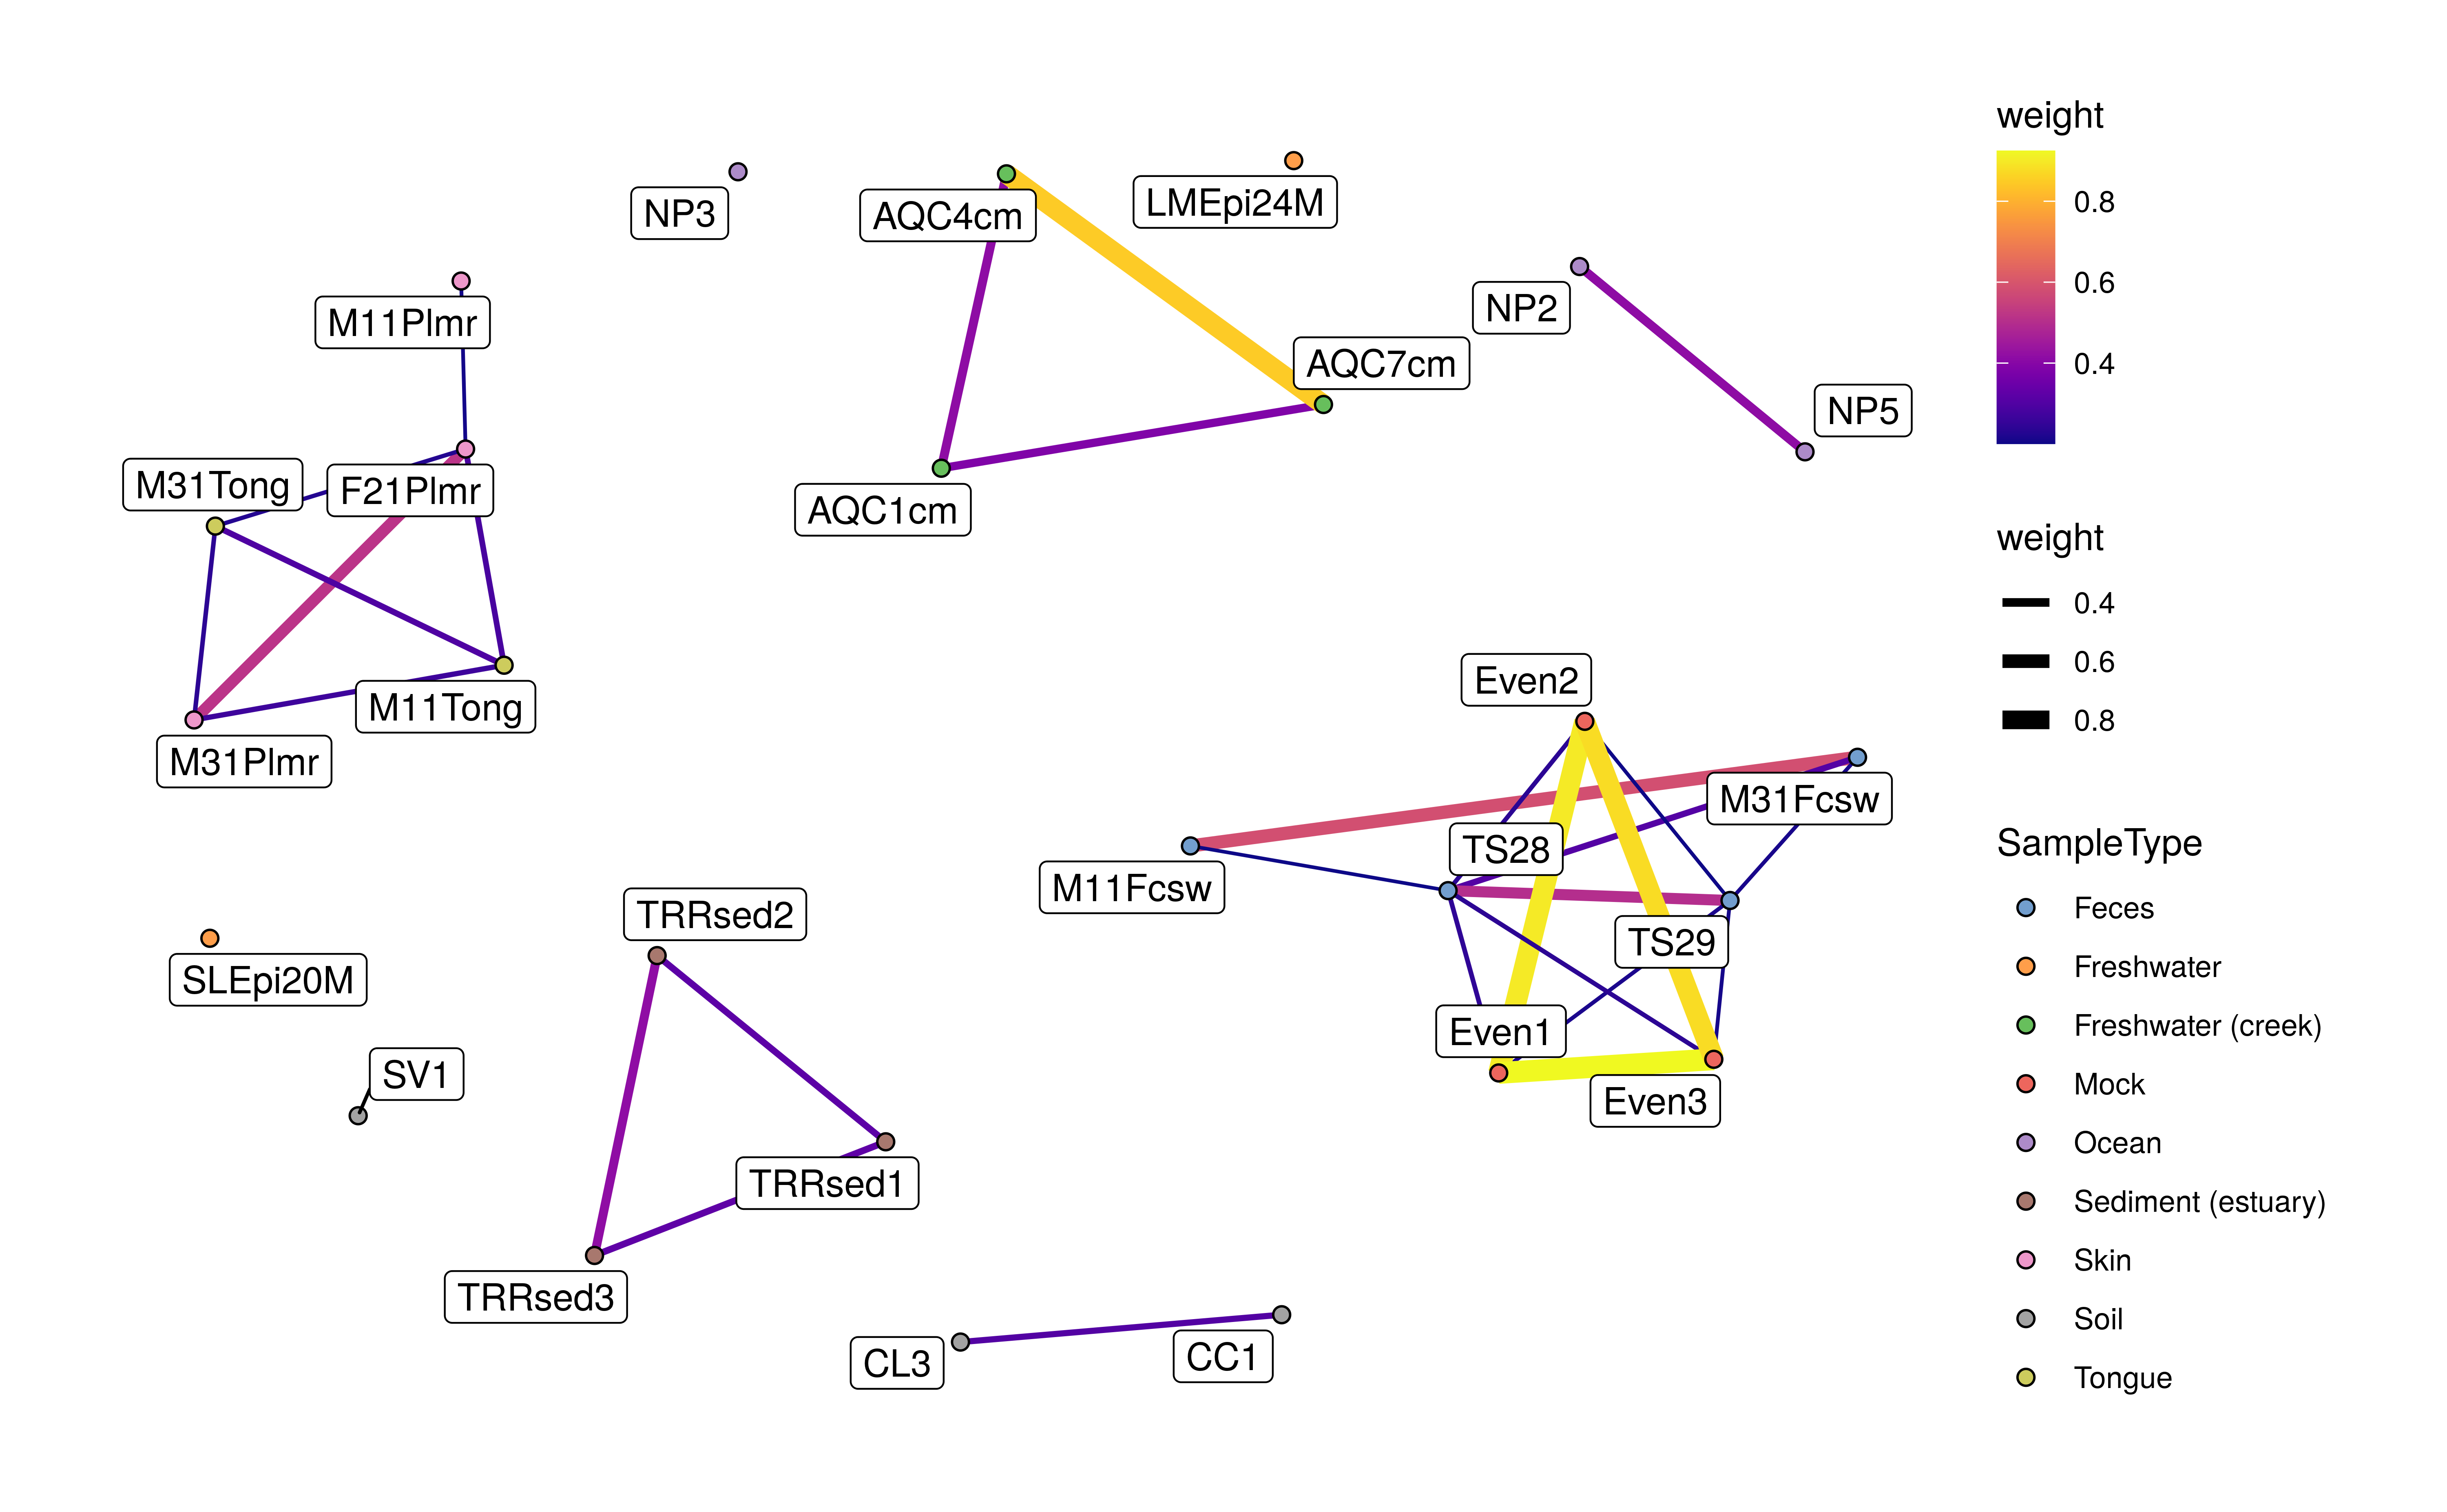 NP3
AQC4cm
LMEpi24M
M11Plmr
NP2
AQC7cm
NP5
M31Tong
F21Plmr
AQC1cm
M11Tong
M31Plmr
Even2
M31Fcsw
TS28
M11Fcsw
TRRsed2
TS29
SLEpi20M
Even1
SV1
Even3
TRRsed1
TRRsed3
CL3
CC1
weight
0.8
0.6
0.4
weight
0.4
0.6
0.8
SampleType
Feces
Freshwater
Freshwater (creek)
Mock
Ocean
Sediment (estuary)
Skin
Soil
Tongue